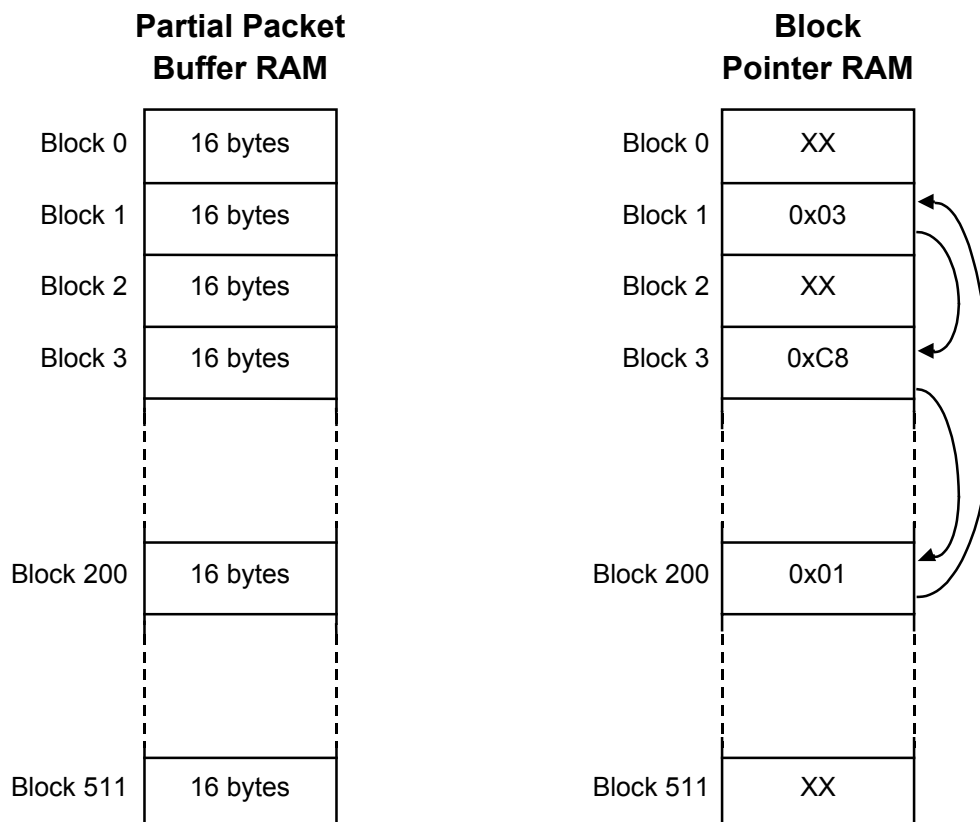 Partial Packet
Buffer RAM
Block 0 16 bytes
Block 1 16 bytes
Block 2 16 bytes
Block 3 16 bytes
Block 200 16 bytes
Block 511 16 bytes
Block
Pointer RAM
Block 0 XX
Block 1 0x03
Block 2 XX
Block 3 0xC8
Block 200 0x01
Block 511 XX